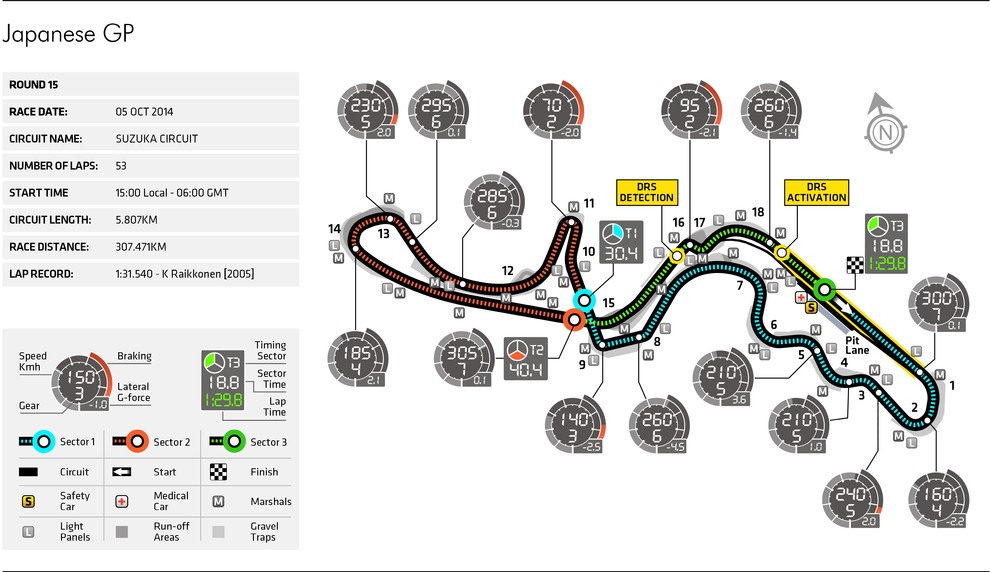 Japanese GP
ROUND 15
RACE DATE: 05 OCT 2014
CIRCUIT NAME: SUZUKA CIRCUIT
NUMBER OF LAPS: 53
START TIME 15:00 Local - 06:00 GMT
CIRCUIT LENGTH: 5.807KM
RACE DISTANCE: 307.471KM
LAP RECORD: 1:31.540 - K Raikkonen [2005]
Speed
Kmh
Gear
150
3
-1.0
Braking
Lateral
G-force
T3
18.8
1:29.8
Timing
Sector
Sector
Time
Lap
Time
Sector 1
Sector 2
Sector 3
Circuit
Start
Finish
S
Safety
Car
Medical
Car
M
Marshals
L
Light
Panels
Run-off
Areas
Gravel
Traps
230
5
2.0
295
6
0.1
70
2
-2.0
95
2
-2.1
260
6
-1.4
N
285
6
-0.3
DRS
DETECTION
DRS
ACTIVATION
T1
30.4
T3
18.8
1:29.8
300
7
0.1
185
4
2.1
305
7
0.1
T2
40.4
140
3
-2.5
260
6
-4.5
210
5
3.6
210
5
1.0
240
5
2.0
160
4
-2.2
Pit
Lane
S
1
2
3
4
5
6
7
8
9
10
11
12
13
14
15
16
17
18
M
L